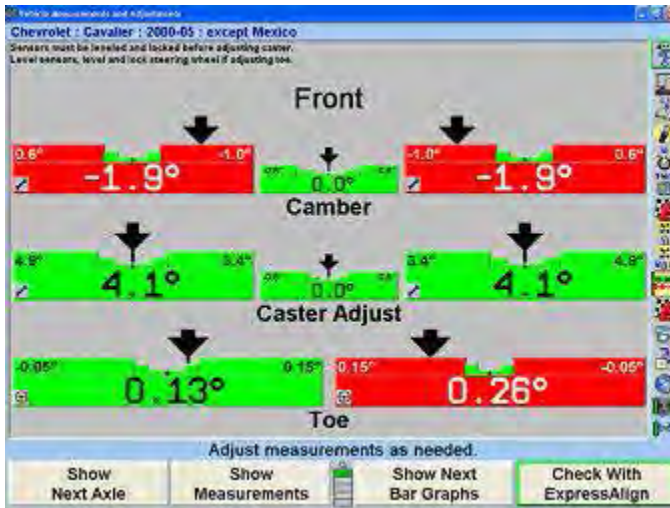 Vehicle Measurements and Adjustments
Chevrolet : Cavalier : 2000-05 : except Mexico
Sensors must be leveled and locked before adjusting caster.
Level sensors, level and lock steering wheel if adjusting toe.
Front
0.6° -1.0° -1.0° 0.6°
-1.9° 0.0° -1.9°
Camber
4.8° 3.4° 3.4° 4.8°
4.1° 0.0° 4.1°
Caster Adjust
-0.05° 0.15° 0.15° -0.05°
0.13° 0.26°
Toe
Adjust measurements as needed.
Show Next Axle
Show Measurements
Show Next Bar Graphs
Check With ExpressAlign